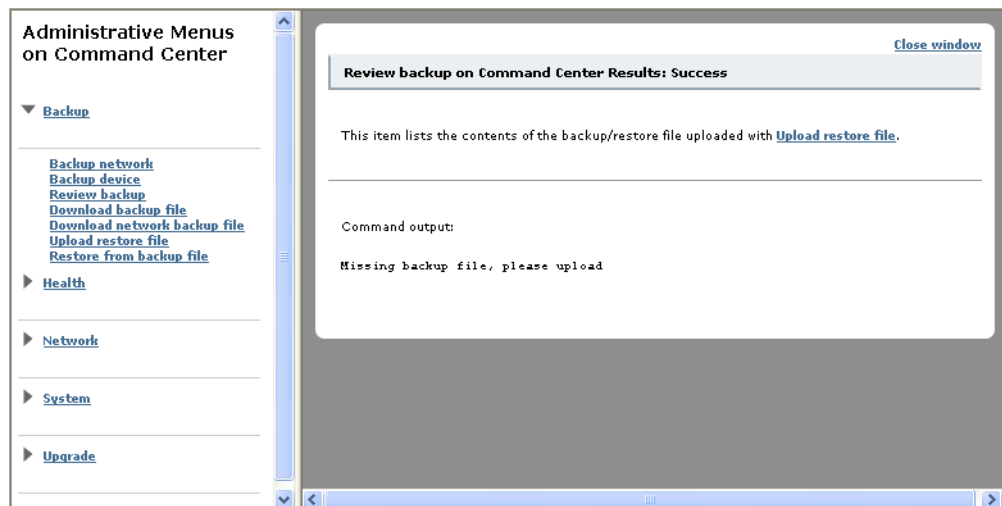 Administrative Menus
on Command Center
Backup
Backup network
Backup device
Review backup
Download backup file
Download network backup file
Upload restore file
Restore from backup file
Health
Network
System
Upgrade
Close window
Review backup on Command Center Results: Success
This item lists the contents of the backup/restore file uploaded with Upload restore file.
Command output:
Missing backup file, please upload